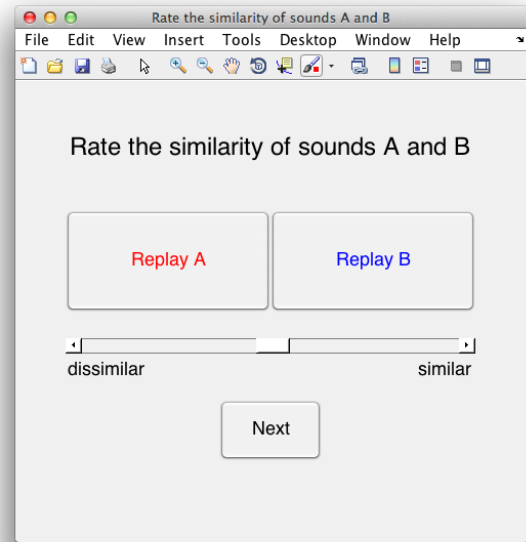 Rate the similarity of sounds A and B
File Edit View Insert Tools Desktop Window Help
Rate the similarity of sounds A and B
Replay A Replay B
dissimilar similar
Next